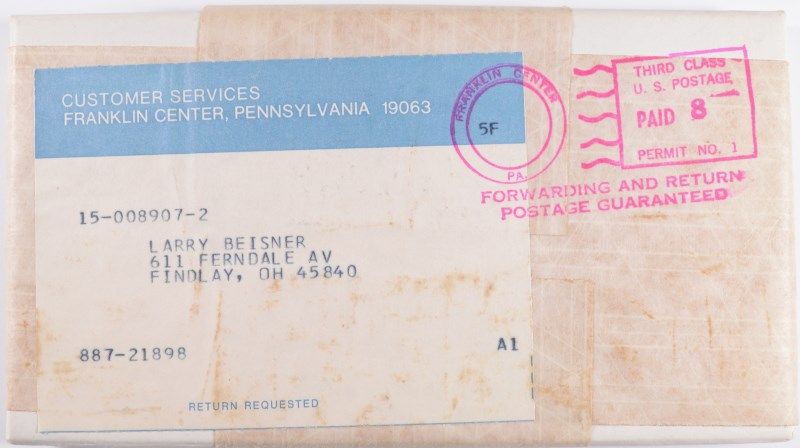 CUSTOMER SERVICES
FRANKLIN CENTER, PENNSYLVANIA 19063
FRANKLIN CENTER
5F
PA.
THIRD CLASS
U. S. POSTAGE
PAID 8
PERMIT NO. 1
FORWARDING AND RETURN
POSTAGE GUARANTEED
15-008907-2
LARRY BEISNER
611 FERNDALE AV
FINDLAY, OH 45840
887-21898 A1
RETURN REQUESTED